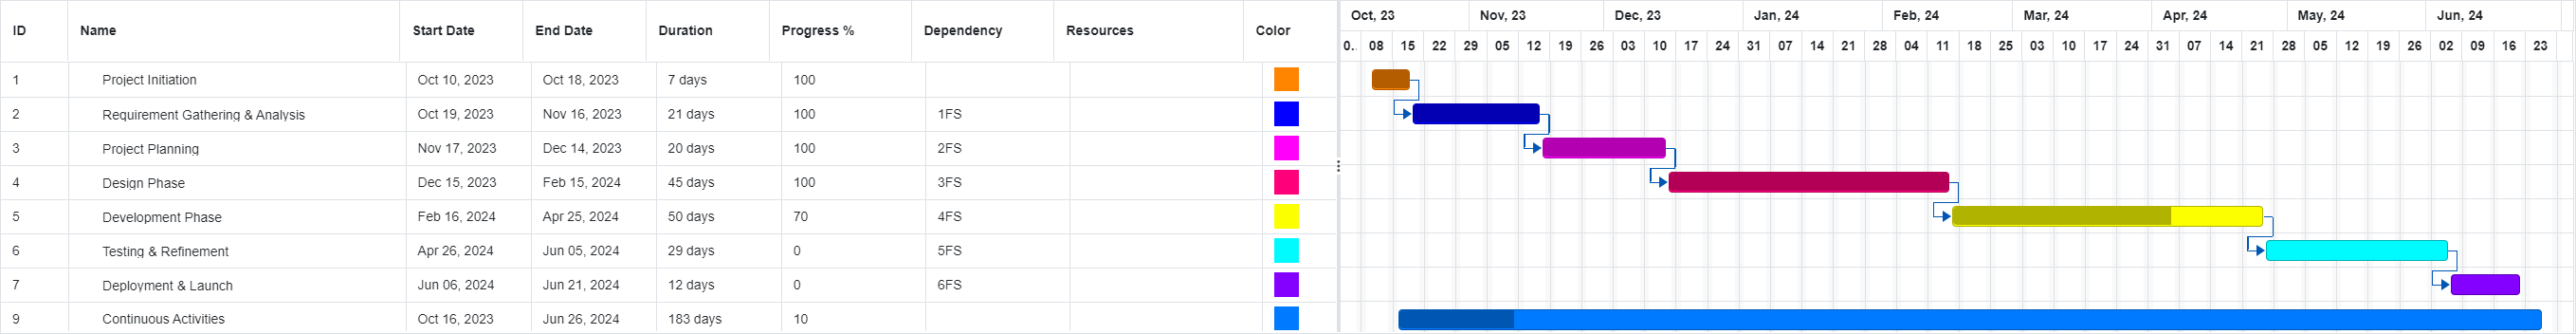 ID Name Start Date End Date Duration Progress % Dependency Resources Color
Oct, 23 Nov, 23 Dec, 23 Jan, 24 Feb, 24 Mar, 24 Apr, 24 May, 24 Jun, 24
0.. 08 15 22 29 05 12 19 26 03 10 17 24 31 07 14 21 28 04 11 18 25 03 10 17 24 31 07 14 21 28 05 12 19 26 02 09 16 23
1 Project Initiation Oct 10, 2023 Oct 18, 2023 7 days 100
2 Requirement Gathering & Analysis Oct 19, 2023 Nov 16, 2023 21 days 100 1FS
3 Project Planning Nov 17, 2023 Dec 14, 2023 20 days 100 2FS
4 Design Phase Dec 15, 2023 Feb 15, 2024 45 days 100 3FS
5 Development Phase Feb 16, 2024 Apr 25, 2024 50 days 70 4FS
6 Testing & Refinement Apr 26, 2024 Jun 05, 2024 29 days 0 5FS
7 Deployment & Launch Jun 06, 2024 Jun 21, 2024 12 days 0 6FS
9 Continuous Activities Oct 16, 2023 Jun 26, 2024 183 days 10